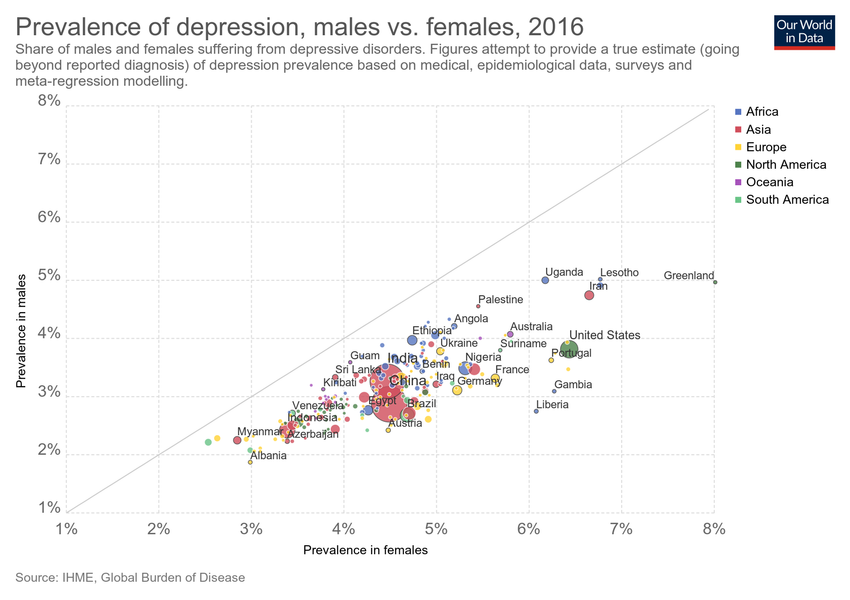 Prevalence of depression, males vs. females, 2016
Our World
in Data
Share of males and females suffering from depressive disorders. Figures attempt to provide a true estimate (going
beyond reported diagnosis) of depression prevalence based on medical, epidemiological data, surveys and
meta-regression modelling.
8%
7%
6%
5%
4%
3%
2%
1%
Prevalence in males
Africa
Asia
Europe
North America
Oceania
South America
Uganda
Lesotho
Greenland
Iran
Palestine
Angola
Ethiopia
Australia
United States
Ukraine
Suriname
Guam
India
Nigeria
Portugal
Sri Lanka
Benin
France
Kiribati
China
Iraq
Germany
Gambia
Venezuela
Egypt
Brazil
Liberia
Indonesia
Austria
Myanmar
Azerbaijan
Albania
1%
2%
3%
4%
5%
6%
7%
8%
Prevalence in females
Source: IHME, Global Burden of Disease